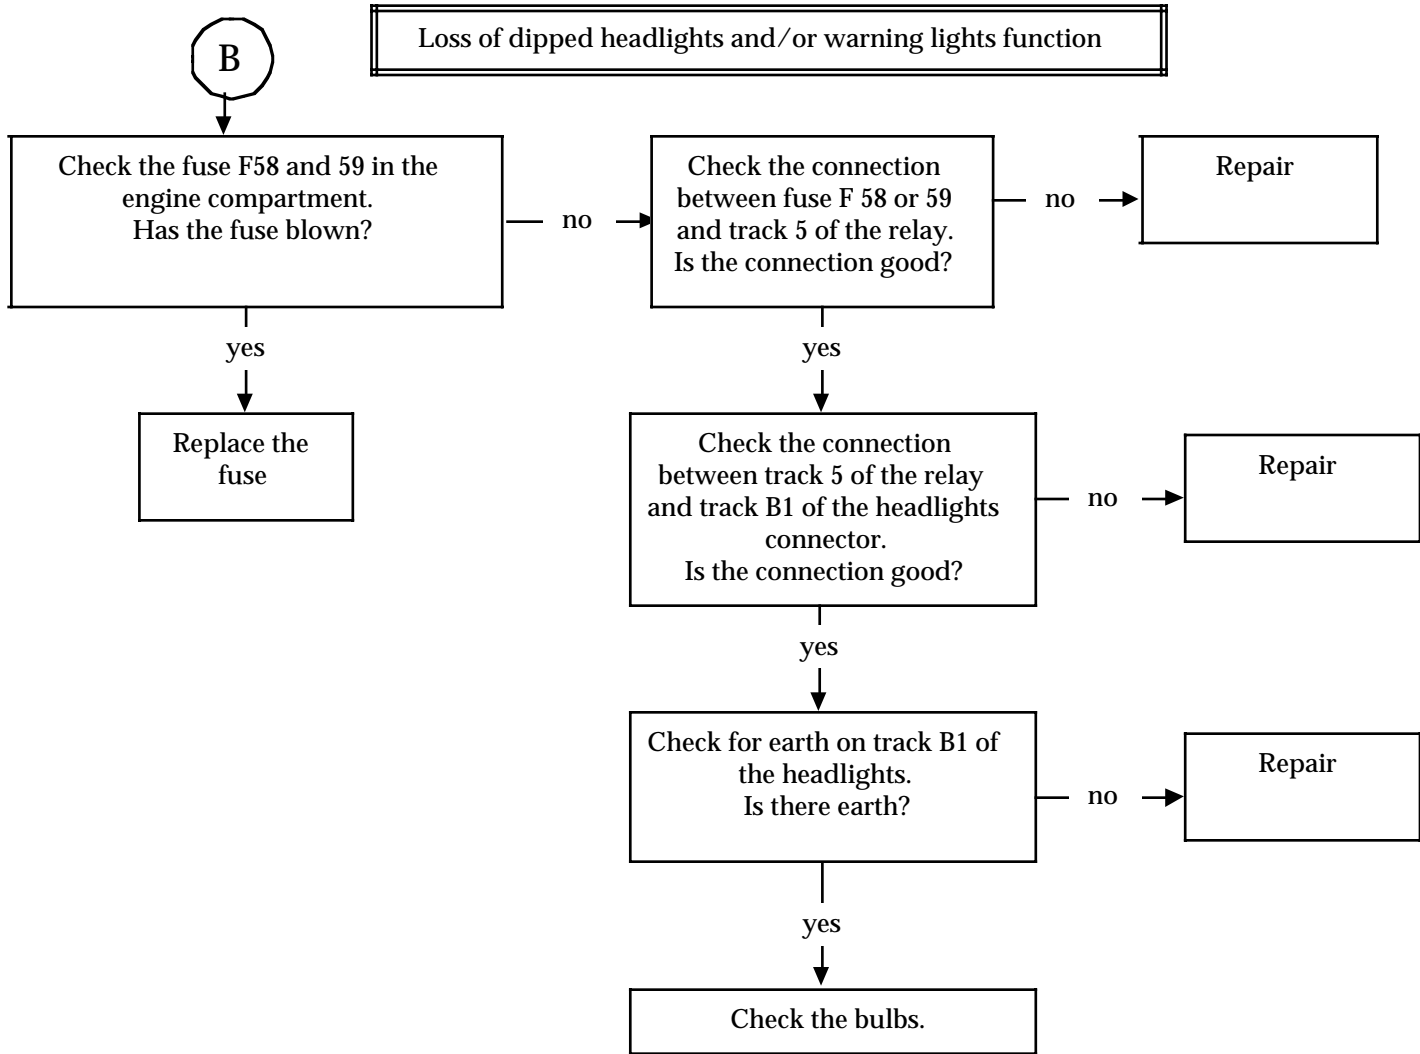 B
Loss of dipped headlights and/or warning lights function
Check the fuse F58 and 59 in the
engine compartment.
Has the fuse blown?
no
Check the connection
between fuse F 58 or 59
and track 5 of the relay.
Is the connection good?
no
Repair
yes
Replace the
fuse
yes
Check the connection
between track 5 of the relay
and track B1 of the headlights
connector.
Is the connection good?
no
Repair
yes
Check for earth on track B1 of
the headlights.
Is there earth?
no
Repair
yes
Check the bulbs.